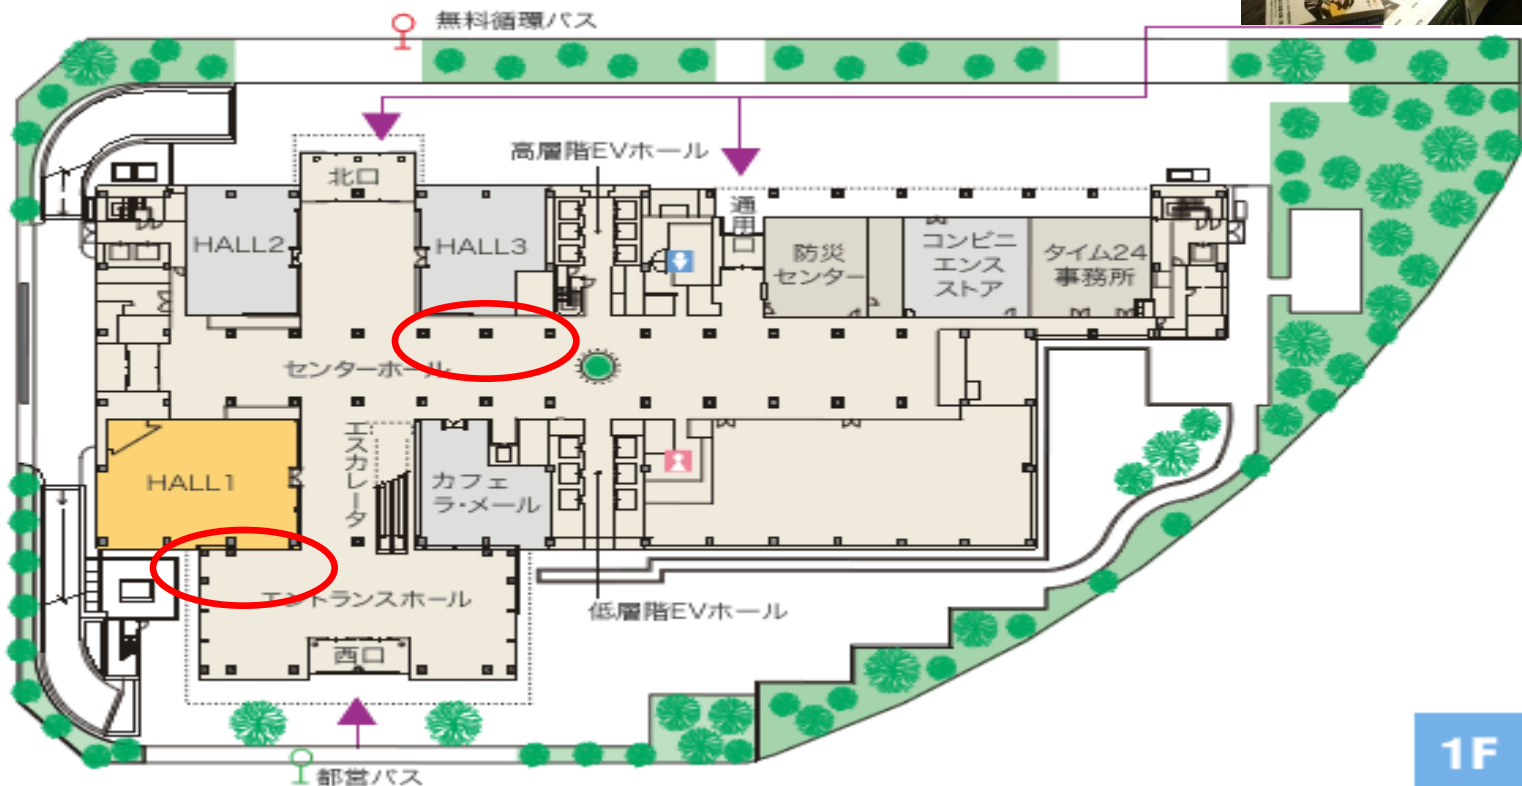 無料循環バス
高層階EVホール
北口
通用口
HALL2
HALL3
防災
センター
コンビニ
エンス
ストア
タイム24
事務所
センターホール
エスカレータ
HALL1
カフェ
ラ・メール
エントランスホール
低層階EVホール
西口
都営バス
1F